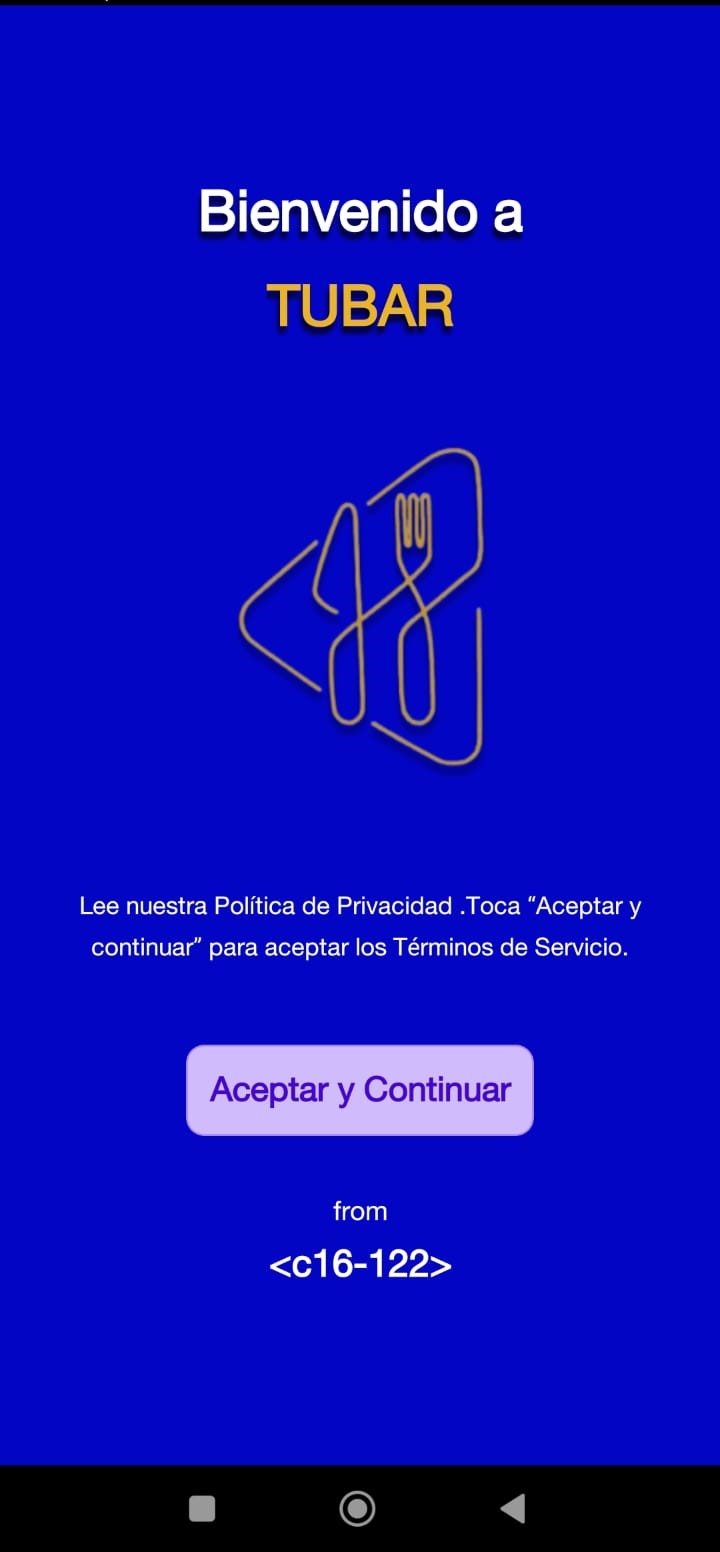 Bienvenido a
TUBAR
Lee nuestra Política de Privacidad .Toca “Aceptar y
continuar” para aceptar los Términos de Servicio.
Aceptar y Continuar
from
<c16-122>